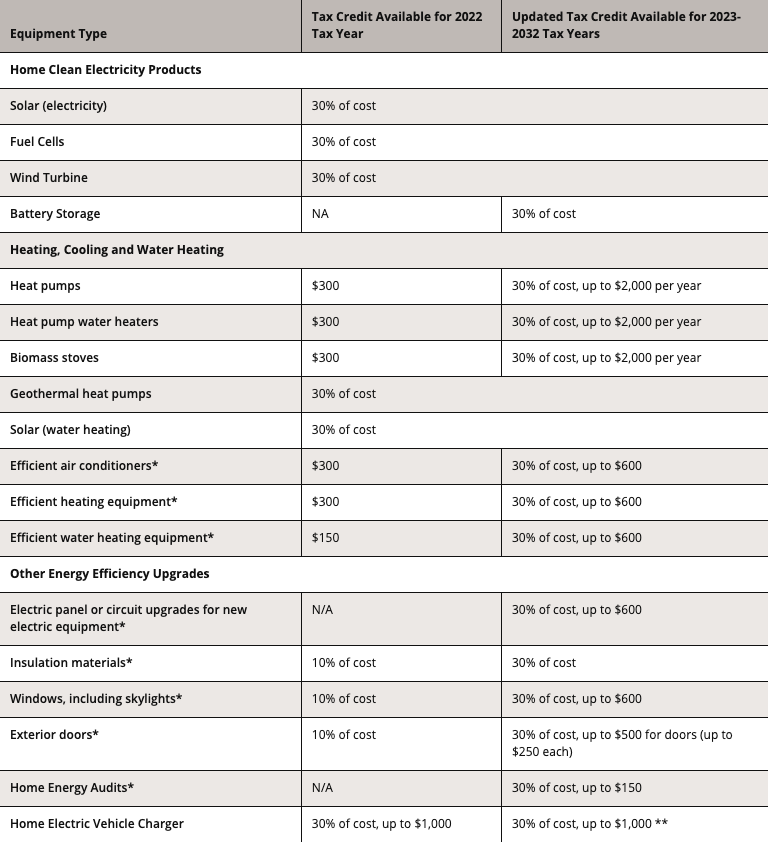 Equipment Type
Tax Credit Available for 2022
Tax Year
Updated Tax Credit Available for 2023-
2032 Tax Years
Home Clean Electricity Products
Solar (electricity)
30% of cost
Fuel Cells
30% of cost
Wind Turbine
30% of cost
Battery Storage
NA
30% of cost
Heating, Cooling and Water Heating
Heat pumps
$300
30% of cost, up to $2,000 per year
Heat pump water heaters
$300
30% of cost, up to $2,000 per year
Biomass stoves
$300
30% of cost, up to $2,000 per year
Geothermal heat pumps
30% of cost
Solar (water heating)
30% of cost
Efficient air conditioners*
$300
30% of cost, up to $600
Efficient heating equipment*
$300
30% of cost, up to $600
Efficient water heating equipment*
$150
30% of cost, up to $600
Other Energy Efficiency Upgrades
Electric panel or circuit upgrades for new
electric equipment*
N/A
30% of cost, up to $600
Insulation materials*
10% of cost
30% of cost
Windows, including skylights*
10% of cost
30% of cost, up to $600
Exterior doors*
10% of cost
30% of cost, up to $500 for doors (up to
$250 each)
Home Energy Audits*
N/A
30% of cost, up to $150
Home Electric Vehicle Charger
30% of cost, up to $1,000
30% of cost, up to $1,000 **